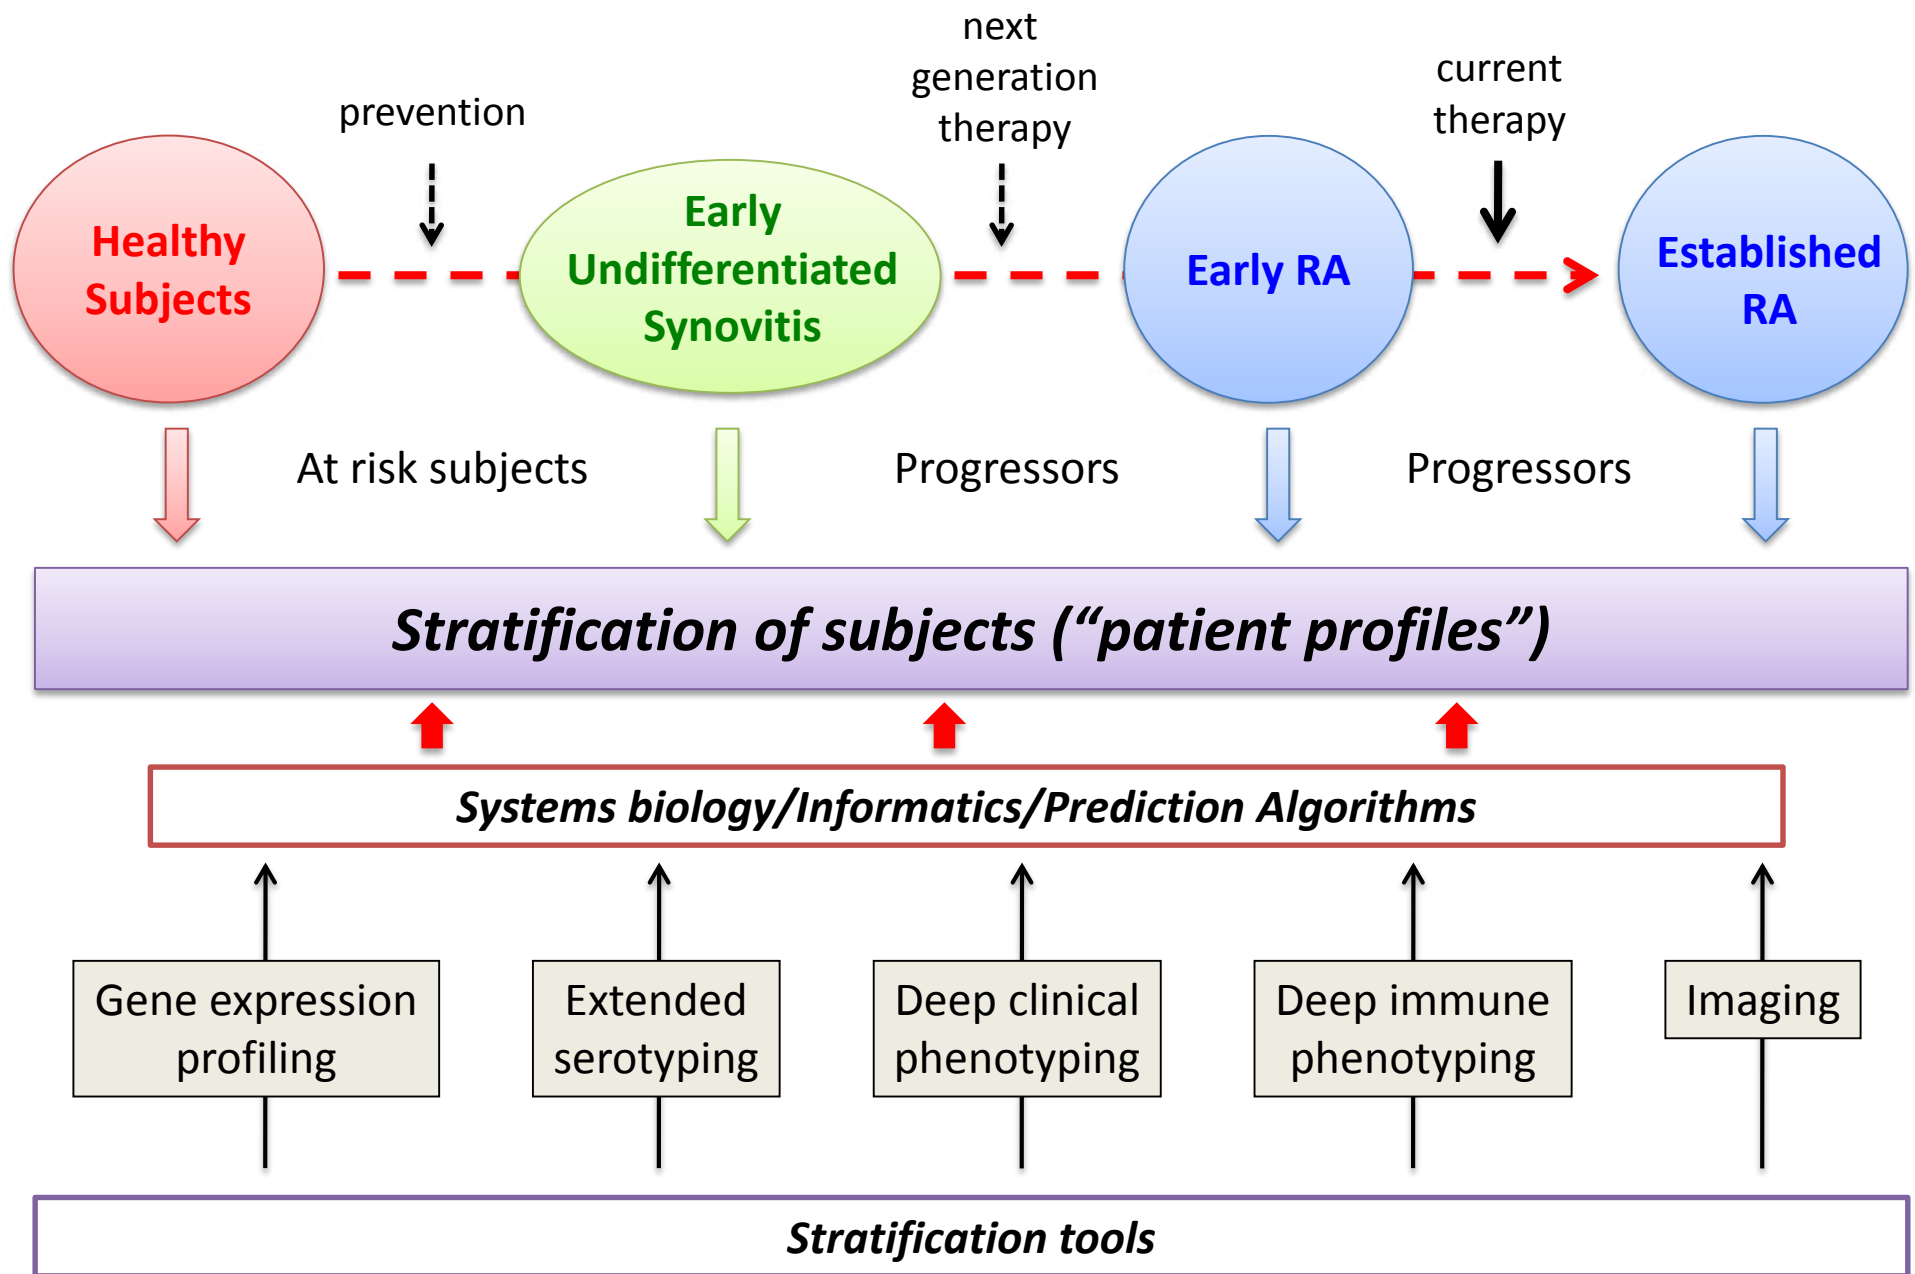 prevention
next
generation
therapy
current
therapy
Healthy
Subjects
Early
Undifferentiated
Synovitis
Early RA
Established
RA
At risk subjects
Progressors
Progressors
Stratification of subjects (“patient profiles”)
Systems biology/Informatics/Prediction Algorithms
Gene expression
profiling
Extended
serotyping
Deep clinical
phenotyping
Deep immune
phenotyping
Imaging
Stratification tools